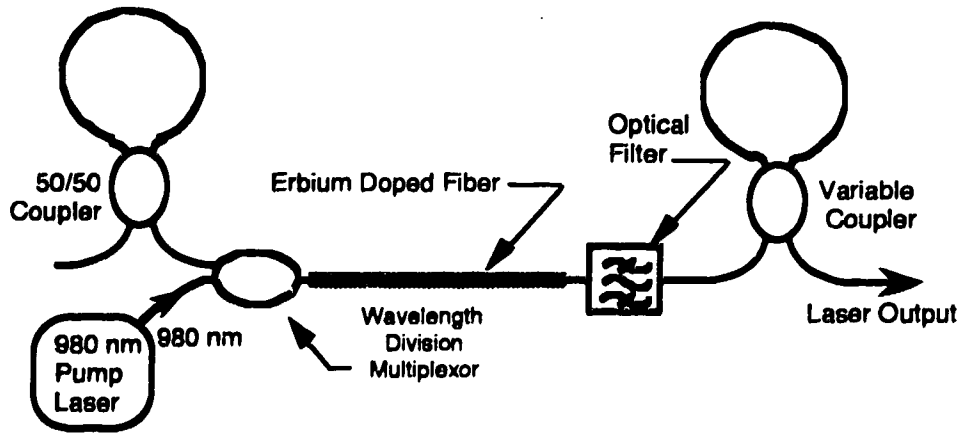 50/50
Coupler
Erbium Doped Fiber
Optical
Filter
Variable
Coupler
980 nm
Pump
Laser
980 nm
Wavelength
Division
Multiplexor
Laser Output